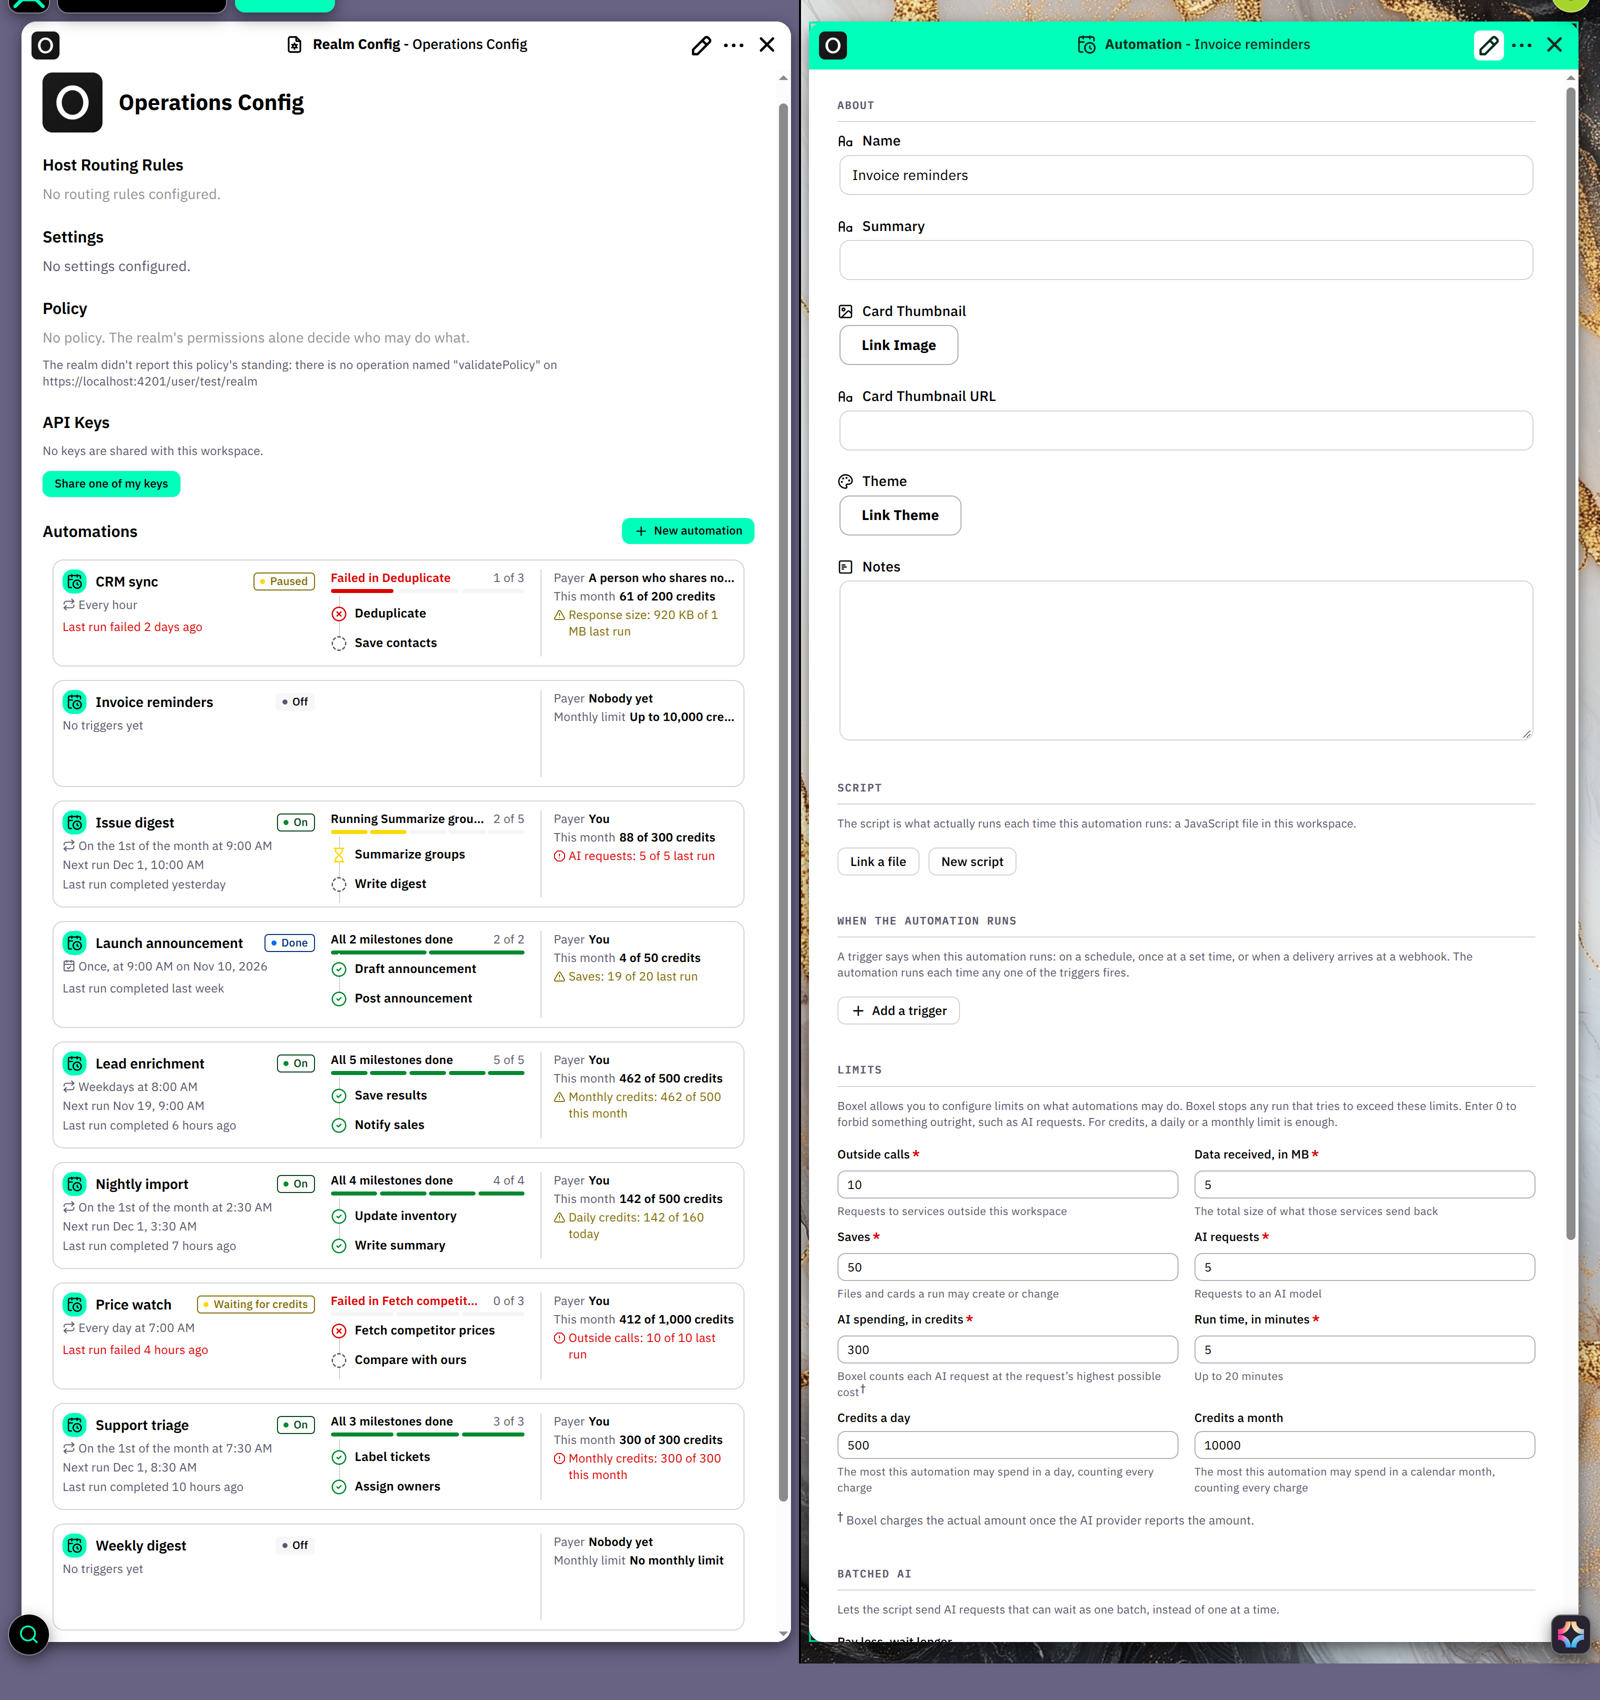 Realm Config - Operations Config
Operations Config
Host Routing Rules
No routing rules configured.
Settings
No settings configured.
Policy
No policy. The realm's permissions alone decide who may do what.
The realm didn't report this policy's standing: there is no operation named "validatePolicy" on
https://localhost:4201/user/test/realm
API Keys
No keys are shared with this workspace.
Share one of my keys
Automations
+ New automation
CRM sync
Paused
Every hour
Last run failed 2 days ago
Failed in Deduplicate
1 of 3
Deduplicate
Save contacts
Payer A person who shares no...
This month 61 of 200 credits
Response size: 920 KB of 1
MB last run
Invoice reminders
Off
No triggers yet
Payer Nobody yet
Monthly limit Up to 10,000 cre...
Issue digest
On
On the 1st of the month at 9:00 AM
Next run Dec 1, 10:00 AM
Last run completed yesterday
Running Summarize grou...
2 of 5
Summarize groups
Write digest
Payer You
This month 88 of 300 credits
AI requests: 5 of 5 last run
Launch announcement
Done
Once, at 9:00 AM on Nov 10, 2026
Last run completed last week
All 2 milestones done
2 of 2
Draft announcement
Post announcement
Payer You
This month 4 of 50 credits
Saves: 19 of 20 last run
Lead enrichment
On
Weekdays at 8:00 AM
Next run Nov 19, 9:00 AM
Last run completed 6 hours ago
All 5 milestones done
5 of 5
Save results
Notify sales
Payer You
This month 462 of 500 credits
Monthly credits: 462 of 500
this month
Nightly import
On
On the 1st of the month at 2:30 AM
Next run Dec 1, 3:30 AM
Last run completed 7 hours ago
All 4 milestones done
4 of 4
Update inventory
Write summary
Payer You
This month 142 of 500 credits
Daily credits: 142 of 160
today
Price watch
Waiting for credits
Every day at 7:00 AM
Last run failed 4 hours ago
Failed in Fetch competit...
0 of 3
Fetch competitor prices
Compare with ours
Payer You
This month 412 of 1,000 credits
Outside calls: 10 of 10 last
run
Support triage
On
On the 1st of the month at 7:30 AM
Next run Dec 1, 8:30 AM
Last run completed 10 hours ago
All 3 milestones done
3 of 3
Label tickets
Assign owners
Payer You
This month 300 of 300 credits
Monthly credits: 300 of 300
this month
Weekly digest
Off
No triggers yet
Payer Nobody yet
Monthly limit No monthly limit
Automation - Invoice reminders
ABOUT
Name
Invoice reminders
Summary
Card Thumbnail
Link Image
Card Thumbnail URL
Theme
Link Theme
Notes
SCRIPT
The script is what actually runs each time this automation runs: a JavaScript file in this workspace.
Link a file
New script
WHEN THE AUTOMATION RUNS
A trigger says when this automation runs: on a schedule, once at a set time, or when a delivery arrives at a webhook. The
automation runs each time any one of the triggers fires.
+ Add a trigger
LIMITS
Boxel allows you to configure limits on what automations may do. Boxel stops any run that tries to exceed these limits. Enter 0 to
forbid something outright, such as AI requests. For credits, a daily or a monthly limit is enough.
Outside calls *
10
Requests to services outside this workspace
Data received, in MB *
5
The total size of what those services send back
Saves *
50
Files and cards a run may create or change
AI requests *
5
Requests to an AI model
AI spending, in credits *
300
Boxel counts each AI request at the request's highest possible
cost†
Run time, in minutes *
5
Up to 20 minutes
Credits a day
500
The most this automation may spend in a day, counting every
charge
Credits a month
10000
The most this automation may spend in a calendar month,
counting every charge
† Boxel charges the actual amount once the AI provider reports the amount.
BATCHED AI
Lets the script send AI requests that can wait as one batch, instead of one at a time.
Pay less, wait longer